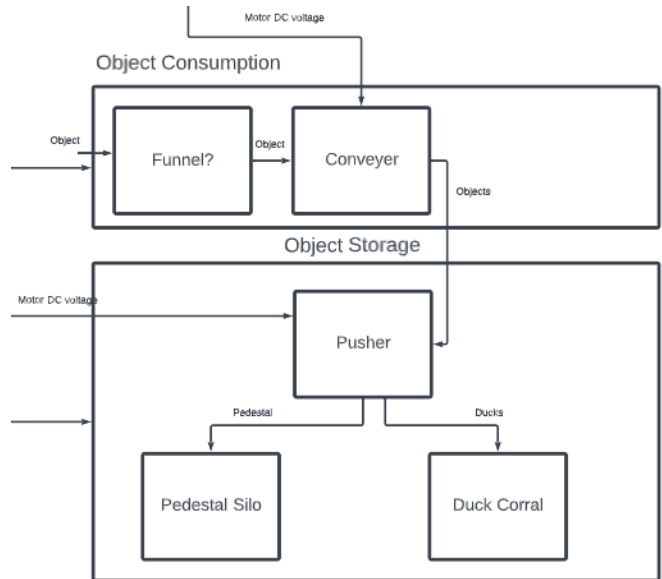 Motor DC voltage
Object Consumption
Object
Funnel?
Object
Conveyer
Objects
Object Storage
Motor DC voltage
Pusher
Pedestal
Ducks
Pedestal Silo
Duck Corral